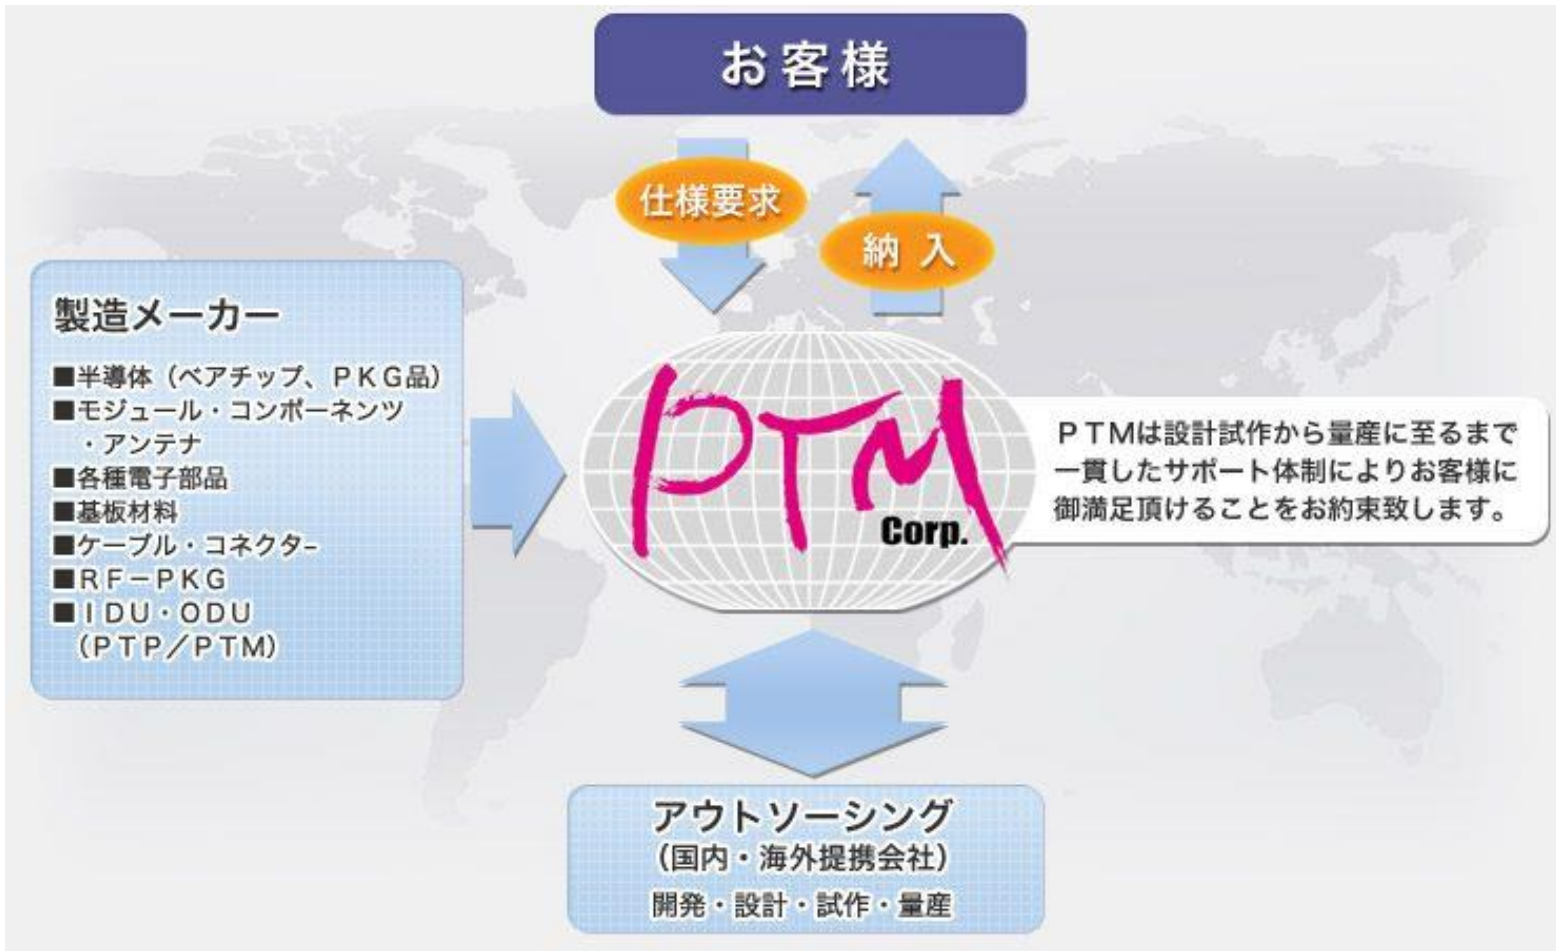 お客様
仕様要求
納入
製造メーカー
■半導体（ベアチップ、ＰＫＧ品）
■モジュール・コンポーネンツ
・アンテナ
■各種電子部品
■基板材料
■ケーブル・コネクタ−
■ＲＦ－ＰＫＧ
■ＩＤＵ・ＯＤＵ
（ＰＴＰ／ＰＴＭ）
PTM
Corp.
ＰＴＭは設計試作から量産に至るまで
一貫したサポート体制によりお客様に
御満足頂けることをお約束致します。
アウトソーシング
（国内・海外提携会社）
開発・設計・試作・量産